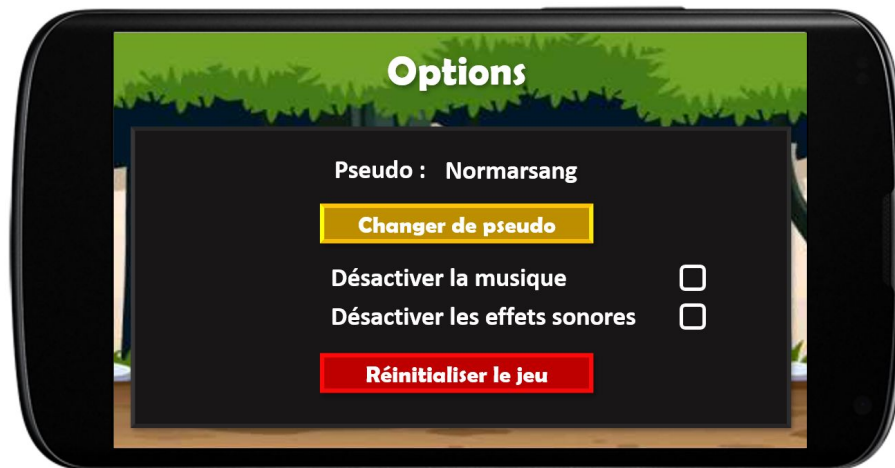 Options
Pseudo : Normarsang
Changer de pseudo
Désactiver la musique
Désactiver les effets sonores
Réinitialiser le jeu